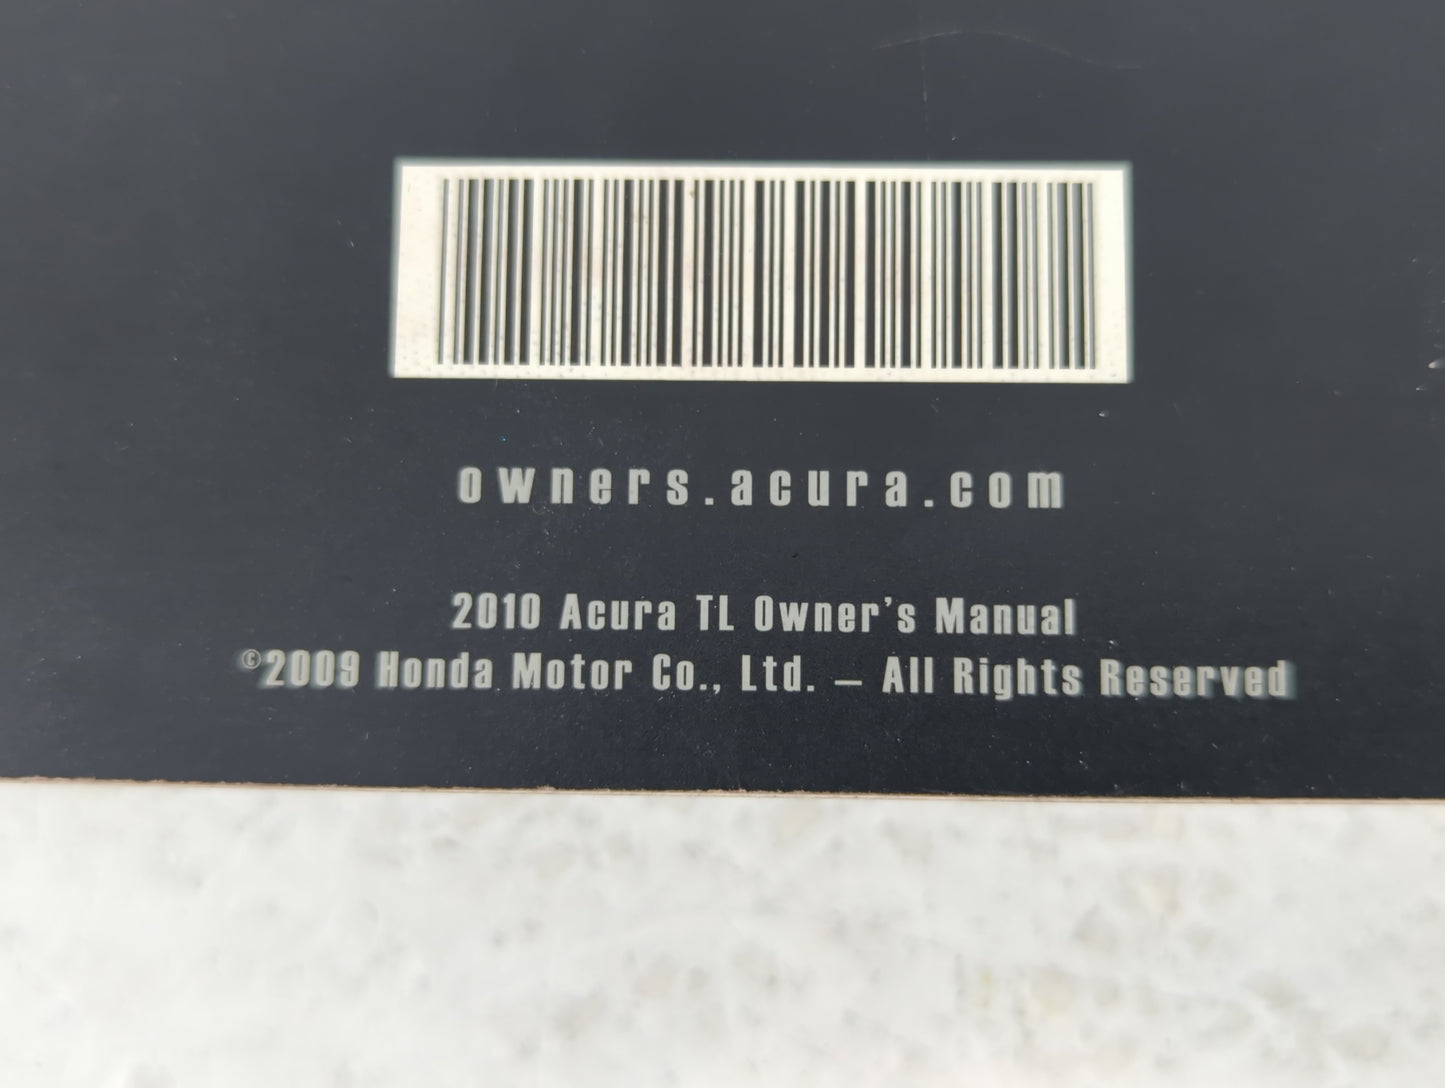 owners.acura.com
2010 Acura TL Owner's Manual
©2009 Honda Motor Co., Ltd. – All Rights Reserved